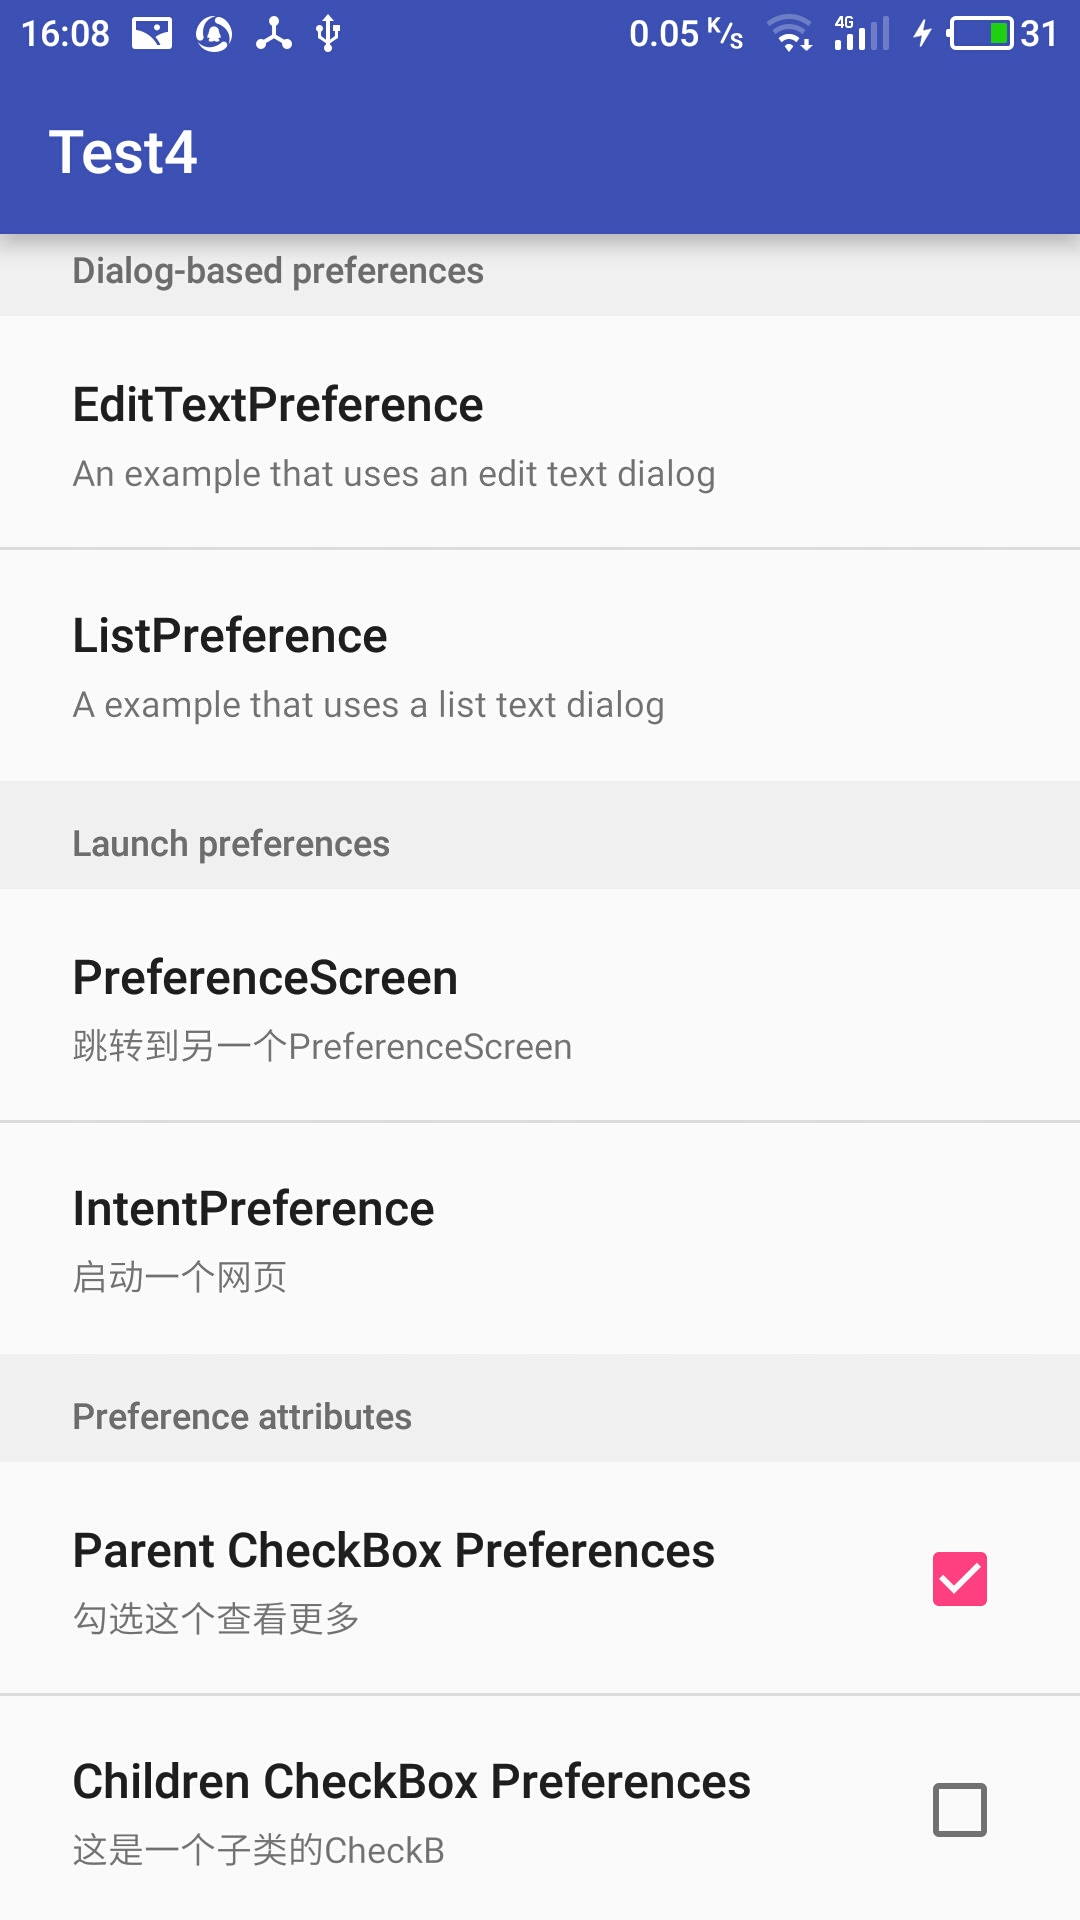 16:08 0.05 K/s 4G 31
Test4
Dialog-based preferences
EditTextPreference
An example that uses an edit text dialog
ListPreference
A example that uses a list text dialog
Launch preferences
PreferenceScreen
跳转到另一个PreferenceScreen
IntentPreference
启动一个网页
Preference attributes
Parent CheckBox Preferences
勾选这个查看更多
Children CheckBox Preferences
这是一个子类的CheckB